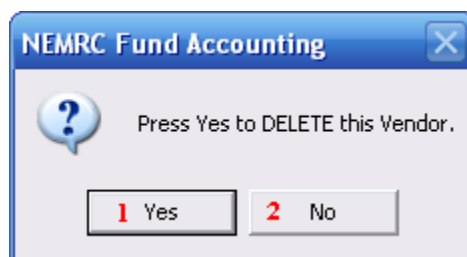 NEMRC Fund Accounting
?
Press Yes to DELETE this Vendor.
1 Yes 2 No